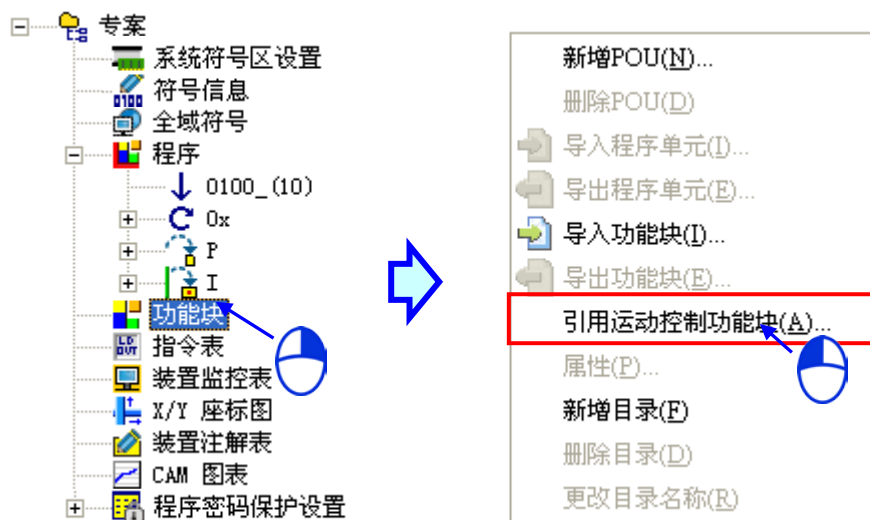 专案
系统符号区设置
符号信息
全域符号
程序
0100_(10)
0x
P
I
功能块
指令表
装置监控表
X/Y 座标图
装置注解表
CAM 图表
程序密码保护设置
新增POU(N)...
删除POU(D)
导入程序单元(I)...
导出程序单元(E)...
导入功能块(I)...
导出功能块(E)...
引用运动控制功能块(A)...
属性(P)...
新增目录(F)
删除目录(D)
更改目录名称(R)